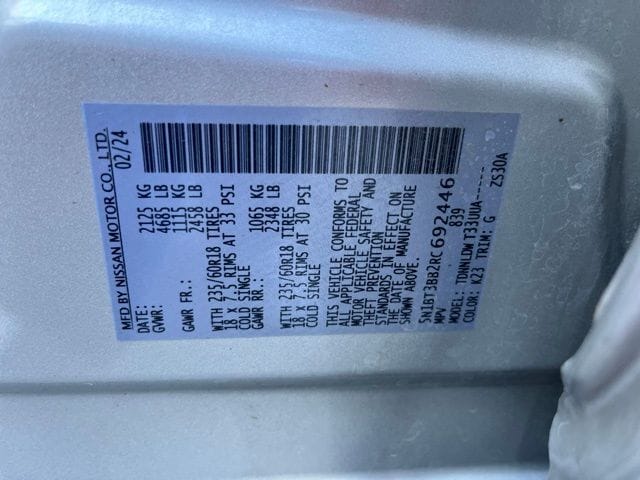 MFD BY NISSAN MOTOR CO., LTD.
DATE: 02/24
GVWR: 2125 KG
4685 LB
GAWR FR.: 1115 KG
2458 LB
WITH 235/60R18 TIRES
18 X 7.5 RIMS AT 33 PSI
COLD SINGLE
GAWR RR.: 1065 KG
2348 LB
WITH 235/60R18 TIRES
18 X 7.5 RIMS AT 30 PSI
COLD SINGLE
THIS VEHICLE CONFORMS TO
ALL APPLICABLE FEDERAL
MOTOR VEHICLE SAFETY AND
THEFT PREVENTION
STANDARDS IN EFFECT ON
THE DATE OF MANUFACTURE
SHOWN ABOVE.
5N1BT3BB2RC692446
MPV 839
MODEL: TDNNLDW T33UUA-----
COLOR: K23 TRIM: G ZS30A